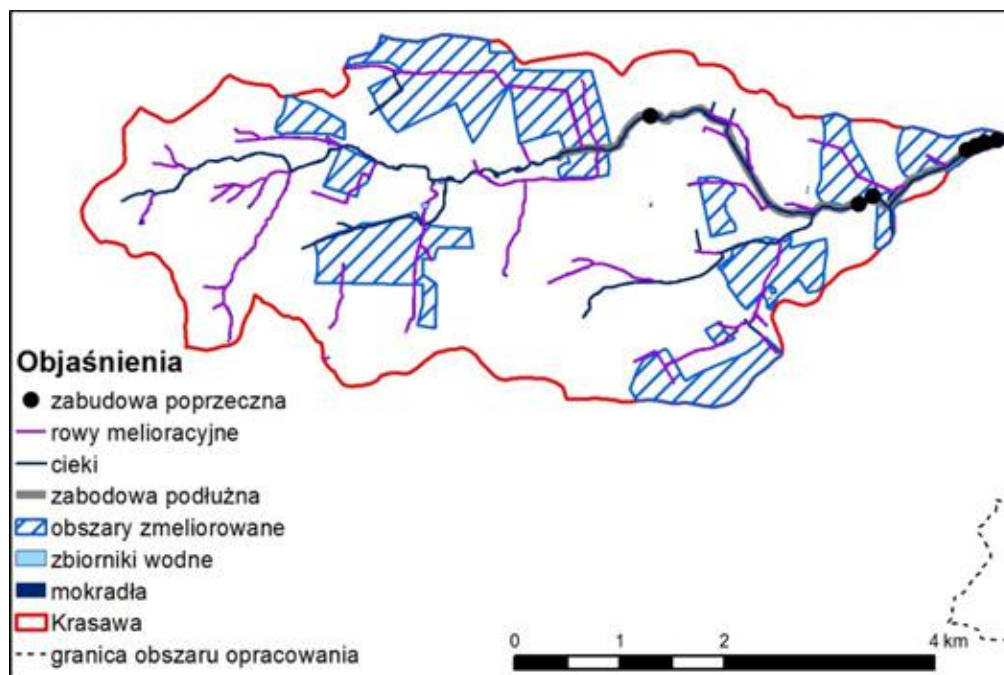 Objaśnienia
zabudowa poprzeczna
rowy melioracyjne
cieki
zabodowa podłużna
obszary zmeliorowane
zbiorniki wodne
mokradła
Krasawa
granica obszaru opracowania
0 1 2 4 km